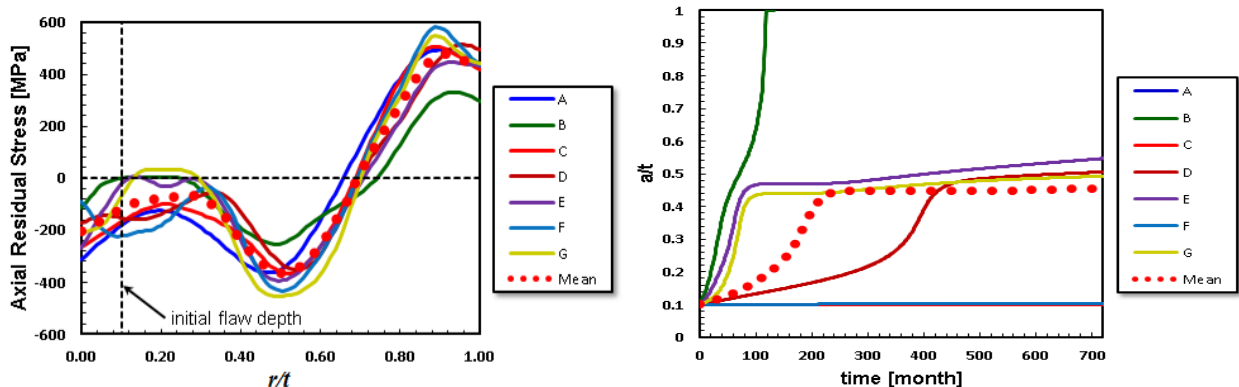 Axial Residual Stress [MPa]
600
400
200
0
-200
-400
-600
0.00 0.20 0.40 0.60 0.80 1.00
r/t
initial flaw depth
A
B
C
D
E
F
G
Mean
a/t
1
0.9
0.8
0.7
0.6
0.5
0.4
0.3
0.2
0.1
0
0 100 200 300 400 500 600 700
time [month]
A
B
C
D
E
F
G
Mean